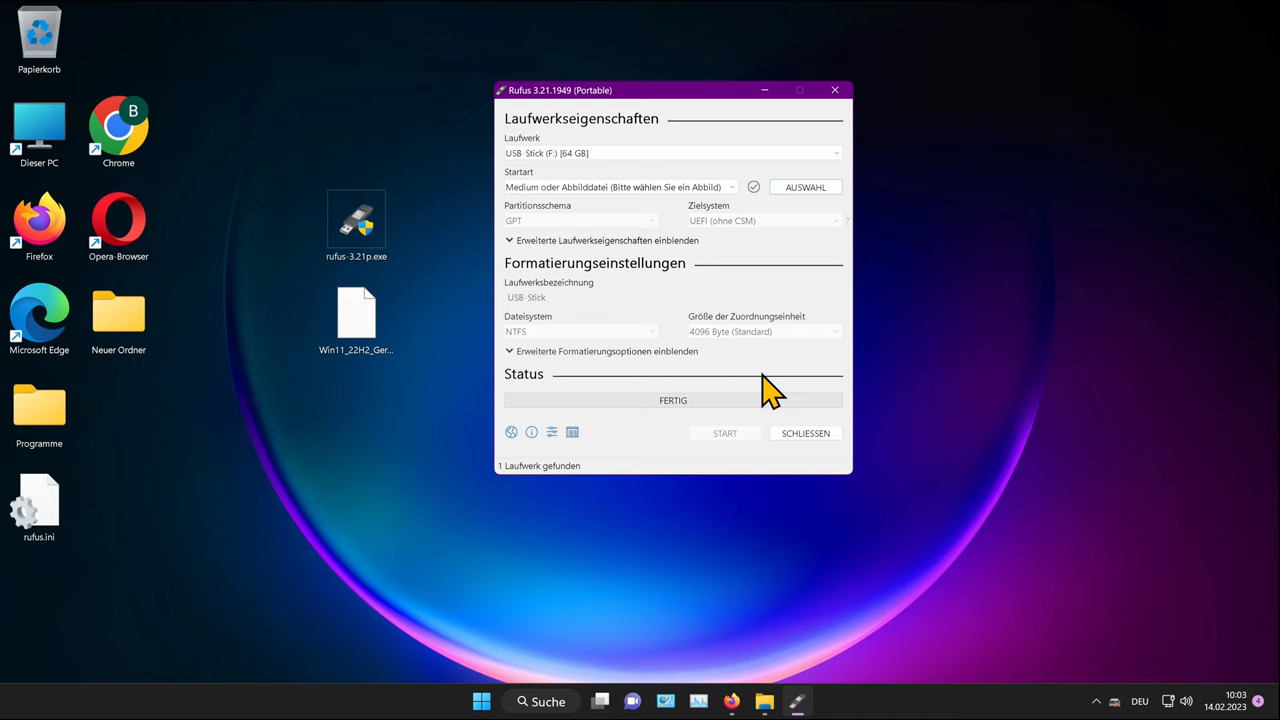 Papierkorb
Dieser PC
B
Chrome
Firefox
Opera-Browser
Microsoft Edge
Neuer Ordner
Programme
rufus.ini
rufus-3.21p.exe
Win11_22H2_Ger...
Rufus 3.21.1949 (Portable)
Laufwerkseigenschaften
Laufwerk
USB-Stick (F:) [64 GB]
Startart
Medium oder Abbilddatei (Bitte wählen Sie ein Abbild)
AUSWAHL
Partitionsschema
Zielsystem
GPT
UEFI (ohne CSM)
?
Erweiterte Laufwerkseigenschaften einblenden
Formatierungseinstellungen
Laufwerksbezeichnung
USB-Stick
Dateisystem
Größe der Zuordnungseinheit
NTFS
4096 Byte (Standard)
Erweiterte Formatierungsoptionen einblenden
Status
FERTIG
START
SCHLIESSEN
1 Laufwerk gefunden
Suche
DEU
10:03
14.02.2023
4